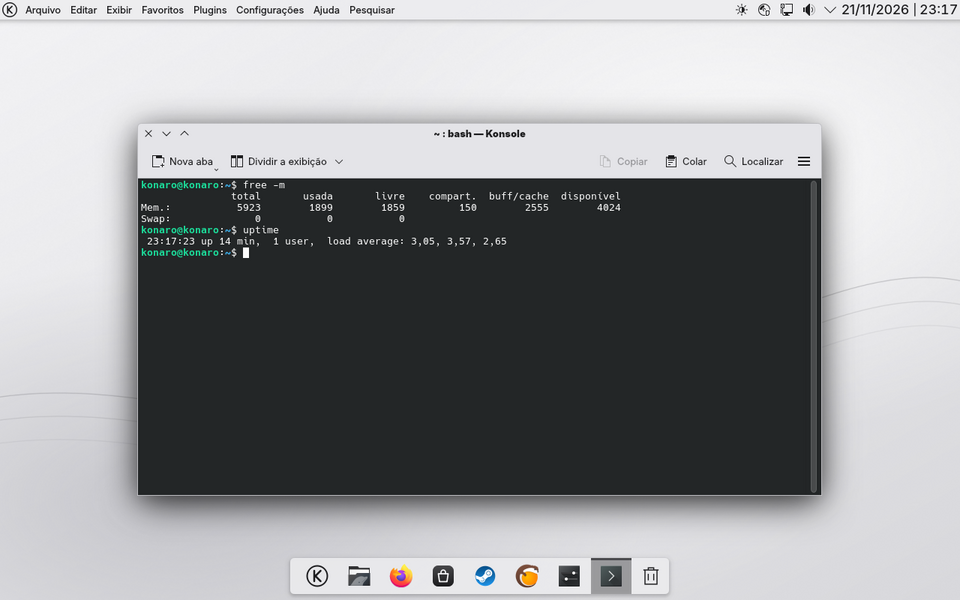 Arquivo Editar Exibir Favoritos Plugins Configurações Ajuda Pesquisar 21/11/2026 | 23:17
~ : bash — Konsole
Nova aba Dividir a exibição Copiar Colar Localizar
konaro@konaro:~$ free -m
total usada livre compart. buff/cache disponível
Mem.: 5923 1899 1859 150 2555 4024
Swap: 0 0 0
konaro@konaro:~$ uptime
23:17:23 up 14 min, 1 user, load average: 3,05, 3,57, 2,65
konaro@konaro:~$